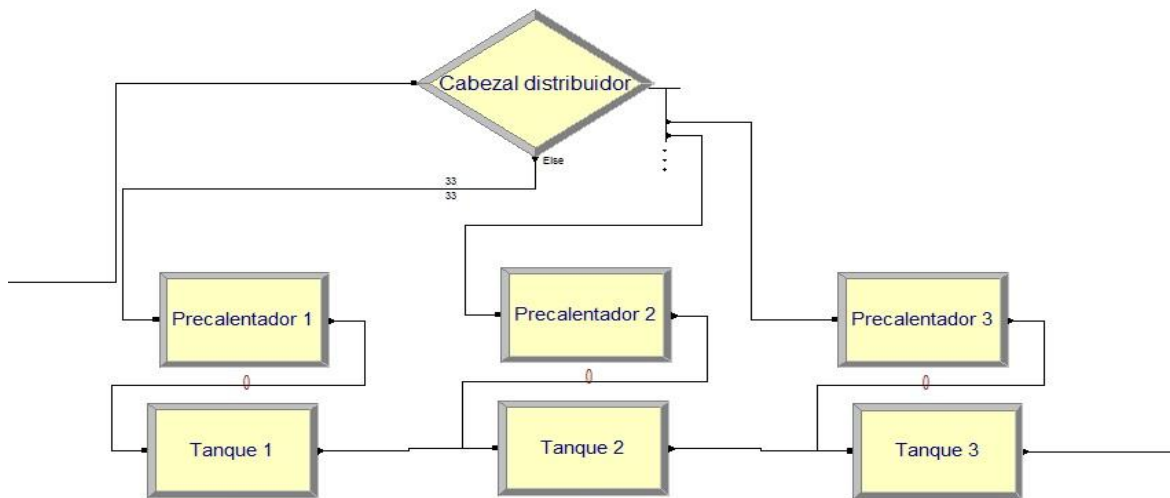 Cabezal distribuidor
Else
33
33
Precalentador 1
Precalentador 2
Precalentador 3
0
0
0
Tanque 1
Tanque 2
Tanque 3